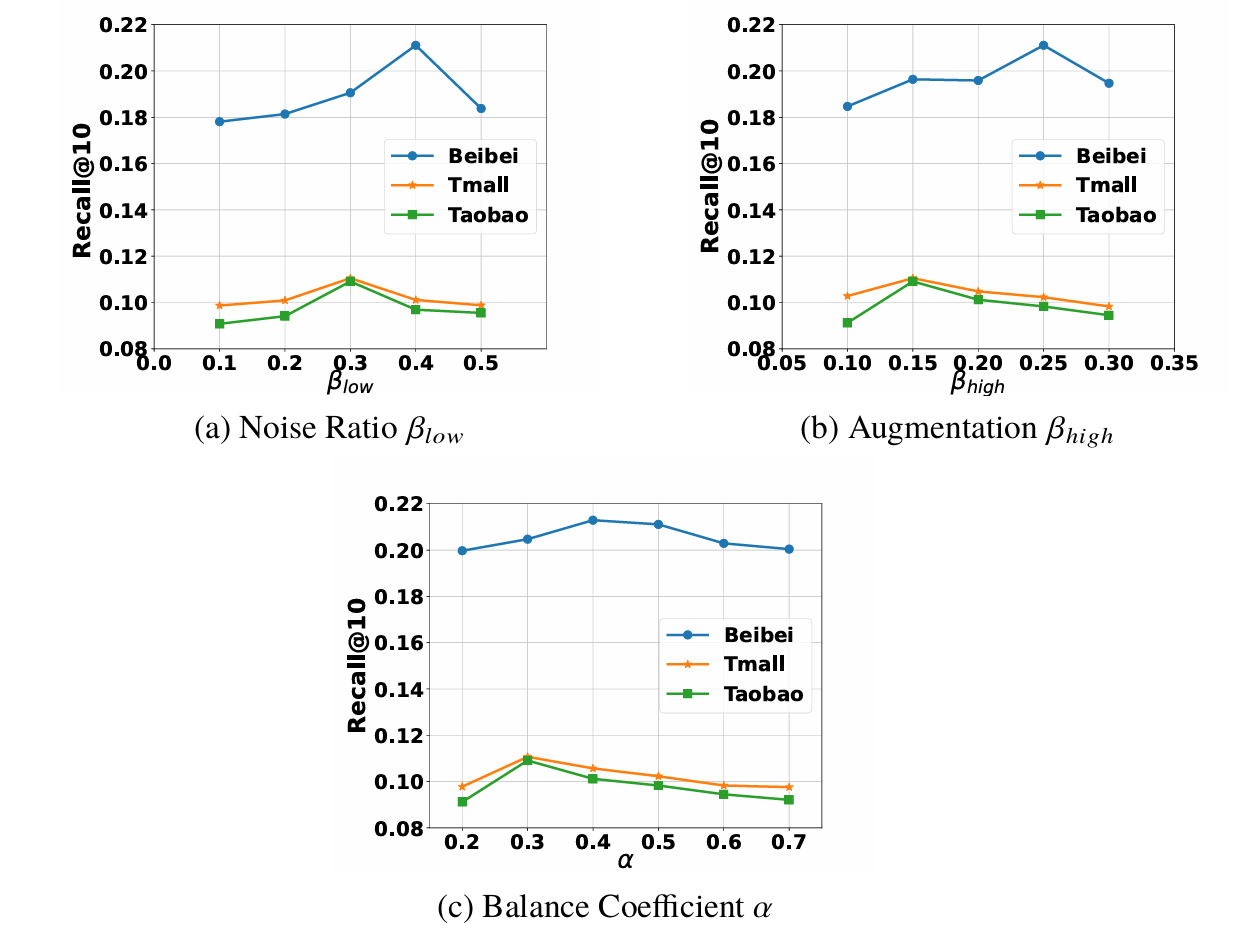 0.22
0.20
0.18
0.16
0.14
0.12
0.10
0.08
Recall@10
Beibei
Tmall
Taobao
0.0 0.1 0.2 0.3 0.4 0.5
β_low
(a) Noise Ratio β_low
0.22
0.20
0.18
0.16
0.14
0.12
0.10
0.08
Recall@10
Beibei
Tmall
Taobao
0.05 0.10 0.15 0.20 0.25 0.30 0.35
β_high
(b) Augmentation β_high
0.22
0.20
0.18
0.16
0.14
0.12
0.10
0.08
Recall@10
Beibei
Tmall
Taobao
0.2 0.3 0.4 0.5 0.6 0.7
α
(c) Balance Coefficient α